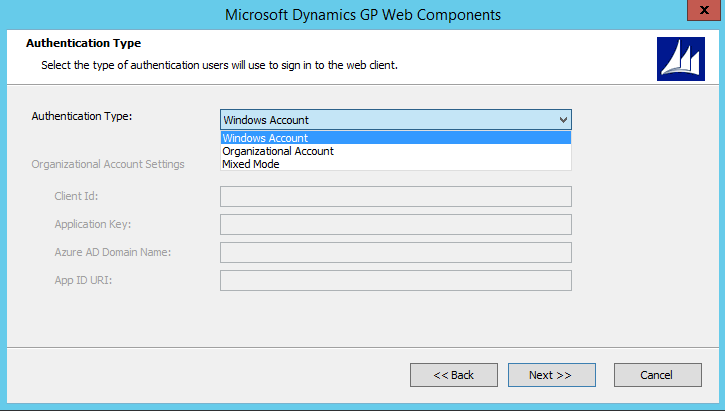 Microsoft Dynamics GP Web Components
x
Authentication Type
Select the type of authentication users will use to sign in to the web client.
Authentication Type:
Windows Account
Windows Account
Organizational Account
Mixed Mode
Organizational Account Settings
Client Id:
Application Key:
Azure AD Domain Name:
App ID URI:
<< Back
Next >>
Cancel